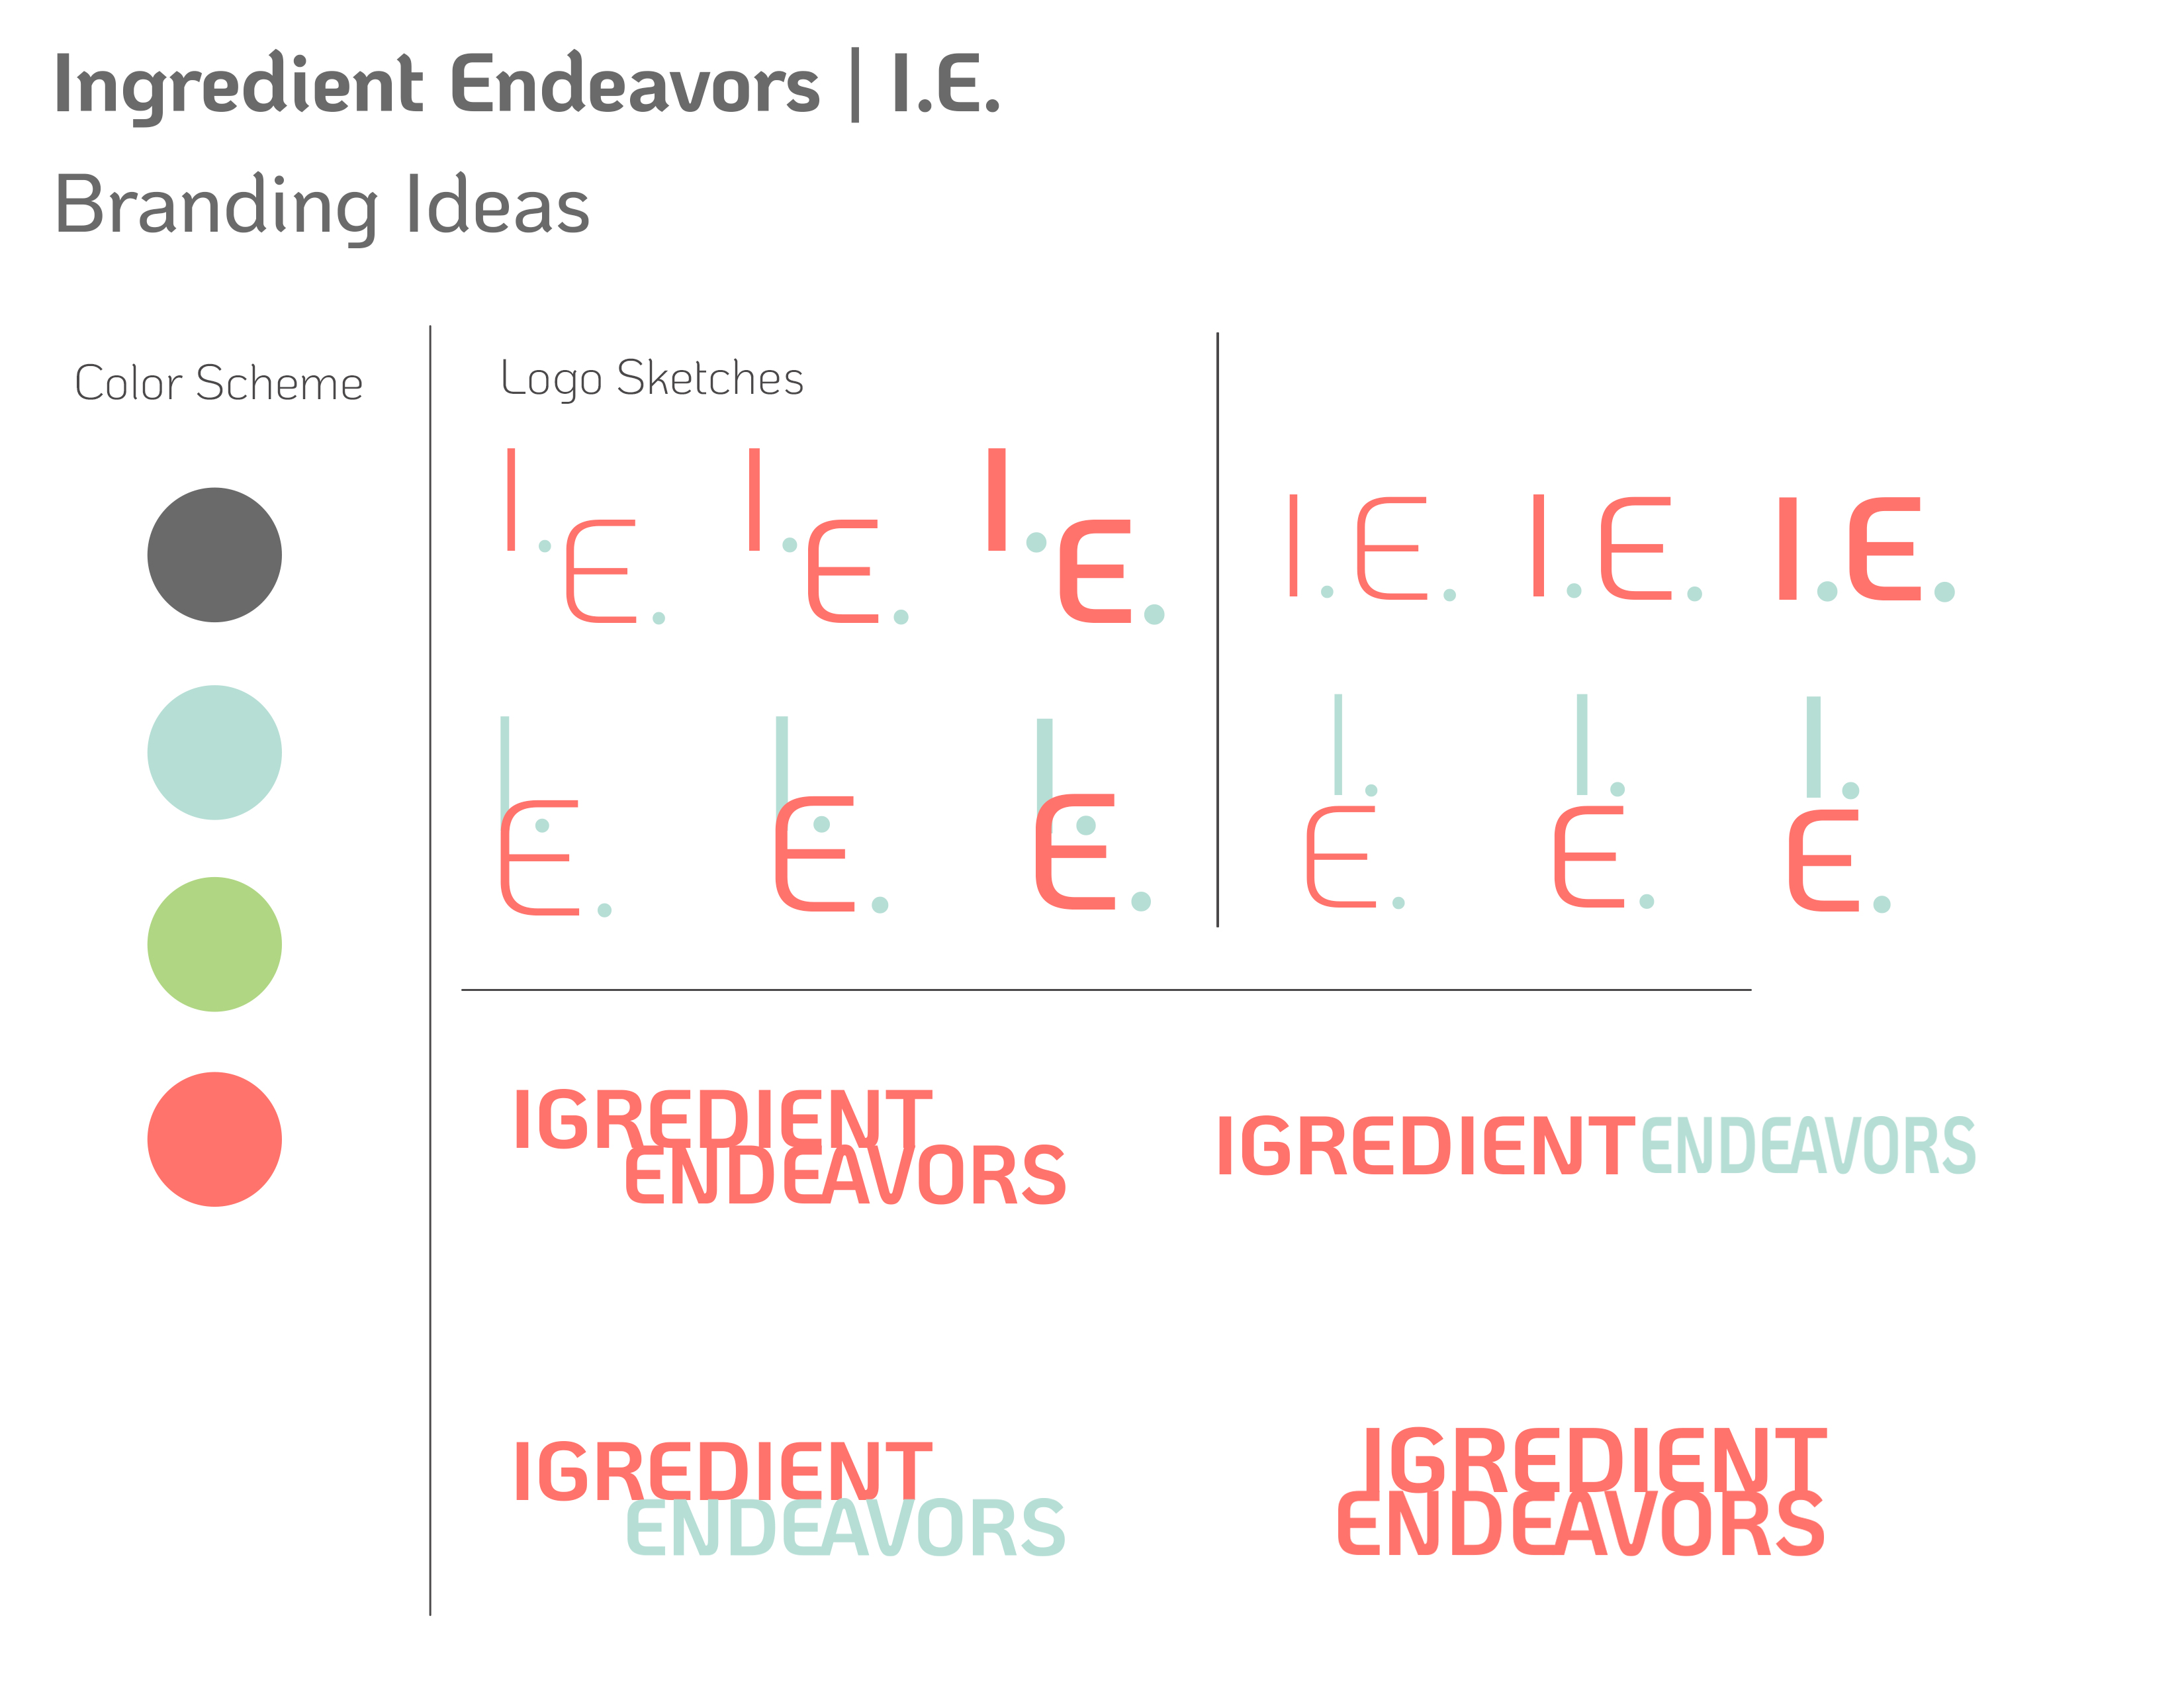 Ingredient Endeavors | I.E.
Branding Ideas
Color Scheme
Logo Sketches
I.E.
I.E.
I.E.
I.E.
I.E.
I.E.
I.E.
I.E.
I.E.
I.
E.
I.
E.
I.
E.
IGREDIENT
ENDEAVORS
IGREDIENTENDEAVORS
IGREDIENT
ENDEAVORS
IGREDIENT
ENDEAVORS